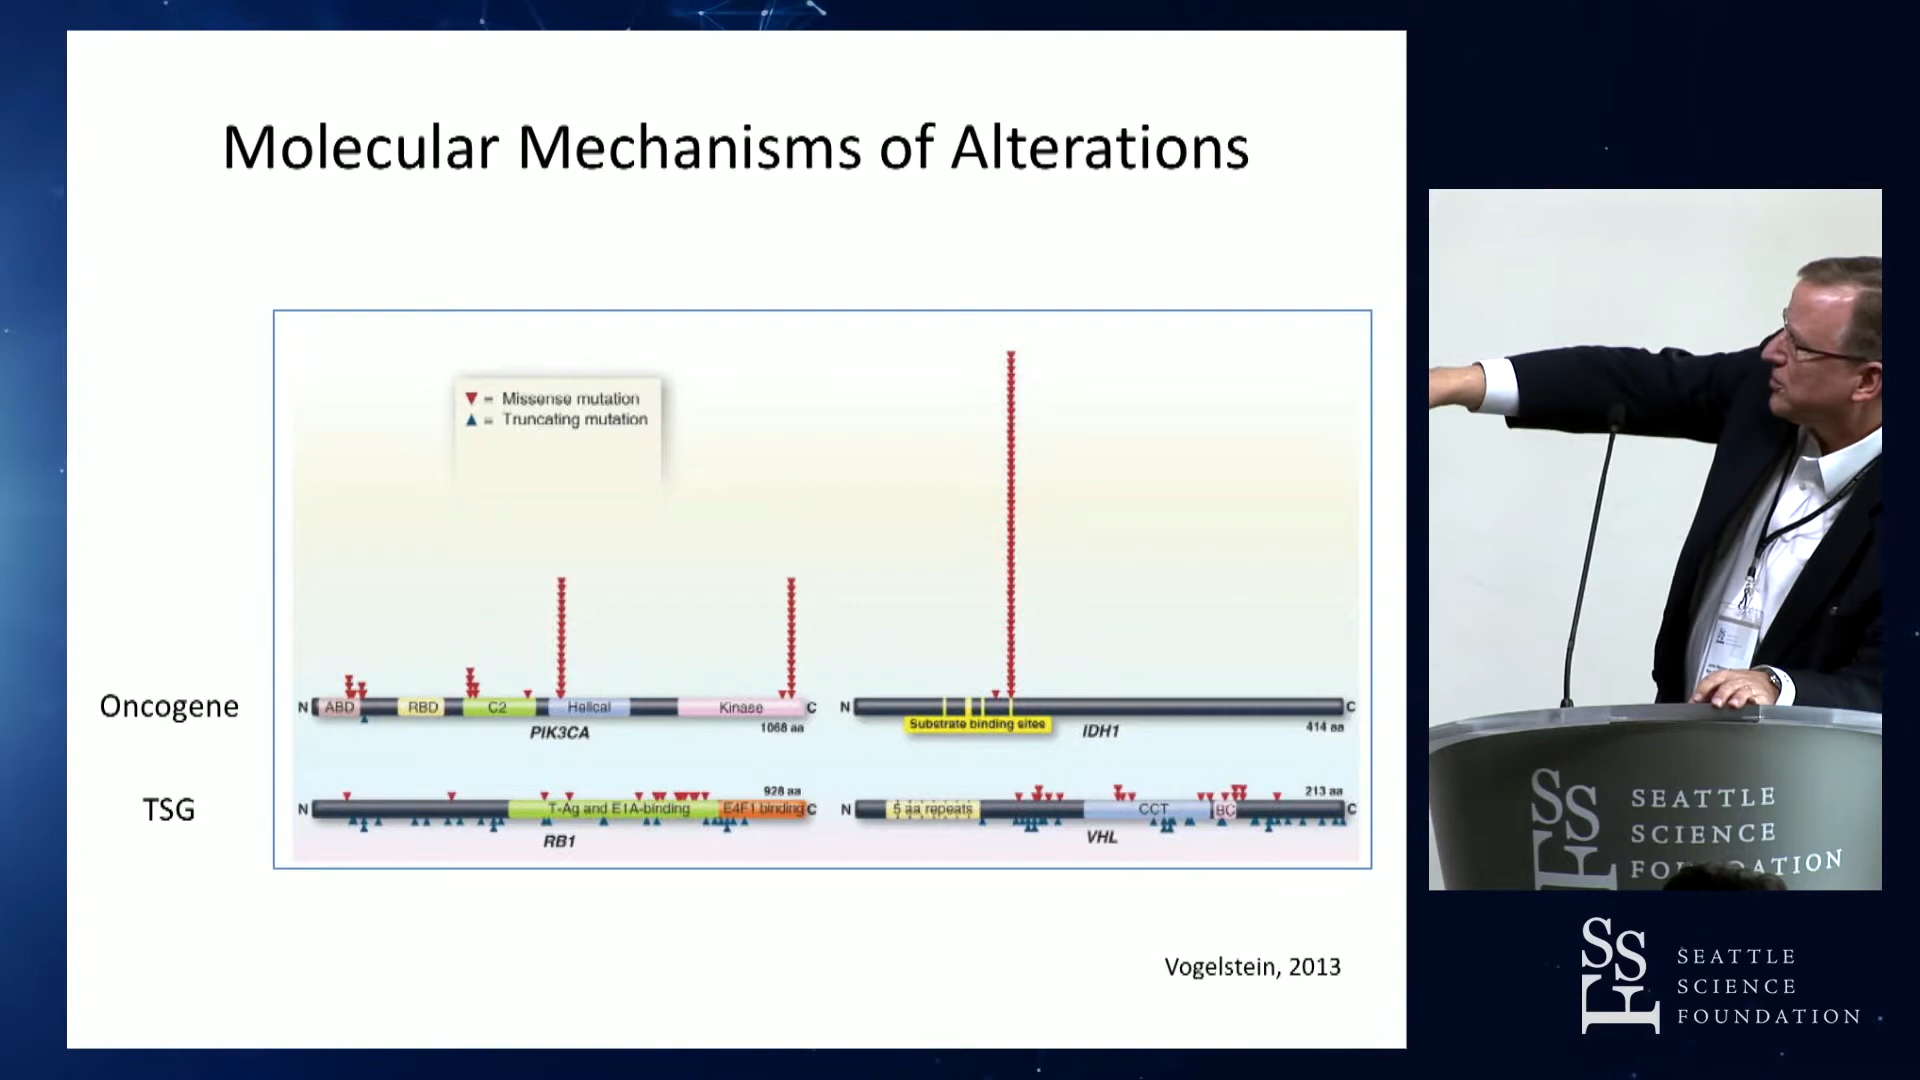 Molecular Mechanisms of Alterations
▼ = Missense mutation
▲ = Truncating mutation
Oncogene
N ABD RBD C2 Helical Kinase C
PIK3CA
1068 aa
N C
Substrate binding sites
IDH1
414 aa
TSG
928 aa
N T-Ag and E1A-binding E4F1 binding C
RB1
213 aa
N 5 aa repeats CCT BC C
VHL
Vogelstein, 2013
SEATTLE
SCIENCE
FOUNDATION
SSF
SEATTLE
SCIENCE
FOUNDATION